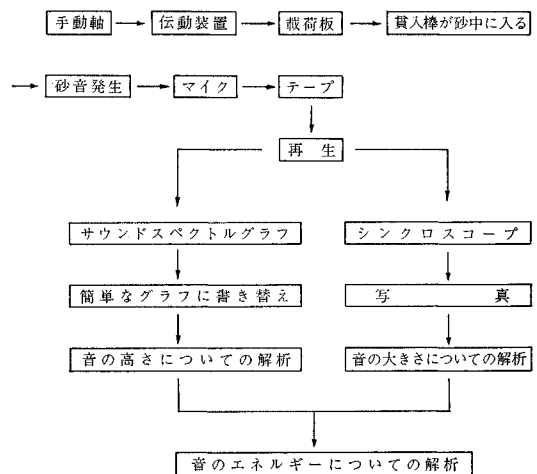 手動軸 伝動装置 載荷板 貫入棒が砂中に入る
砂音発生 マイク テープ
再生
サウンドスペクトルグラフ シンクロスコープ
簡単なグラフに書き替え 写真
音の高さについての解析 音の大きさについての解析
音のエネルギーについての解析